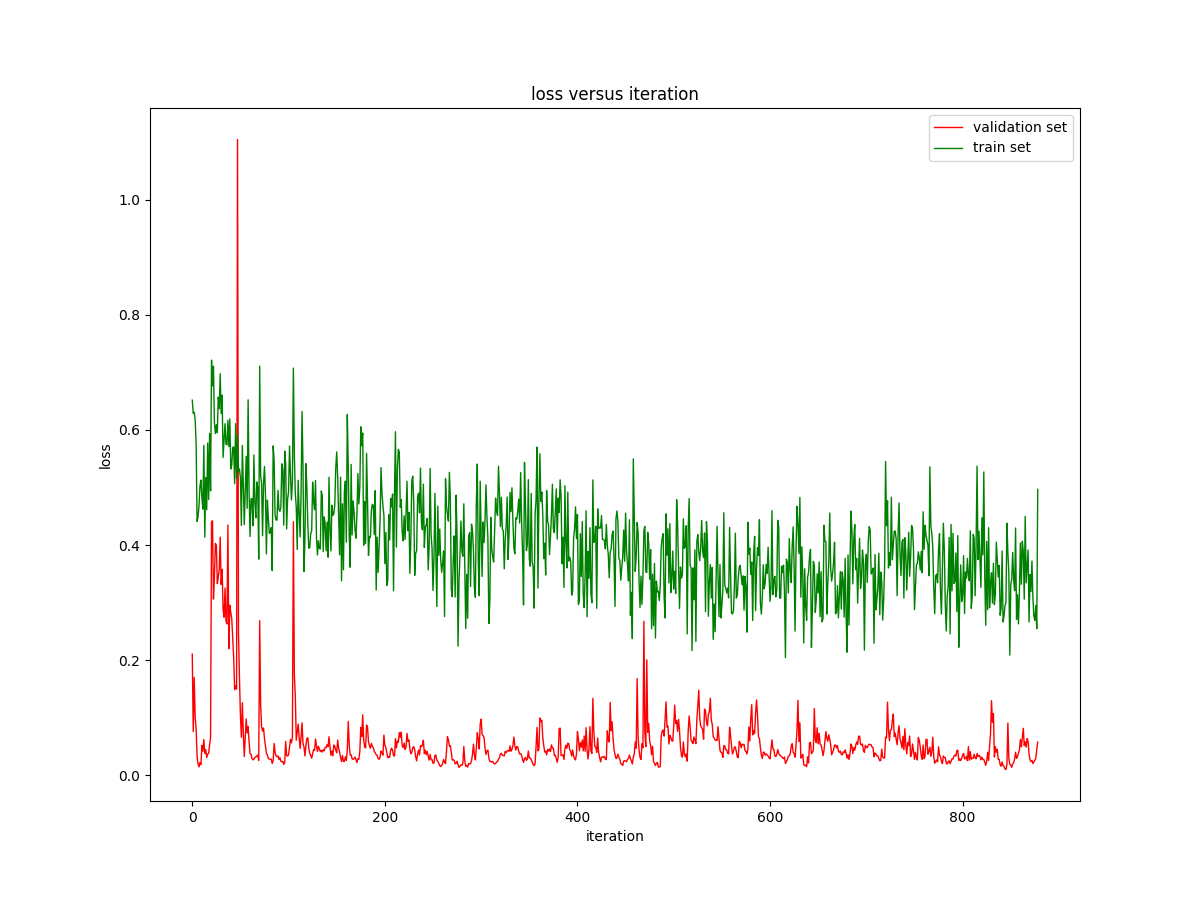 loss versus iteration
validation set
train set
1.0
0.8
0.6
0.4
0.2
0.0
loss
0 200 400 600 800
iteration